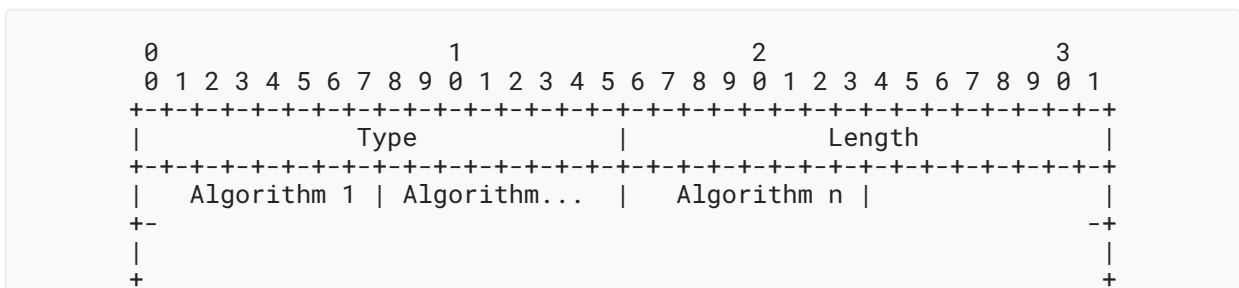 0                   1                   2                   3
0 1 2 3 4 5 6 7 8 9 0 1 2 3 4 5 6 7 8 9 0 1 2 3 4 5 6 7 8 9 0 1
+-+-+-+-+-+-+-+-+-+-+-+-+-+-+-+-+-+-+-+-+-+-+-+-+-+-+-+-+-+-+-+-+
|              Type             |             Length            |
+-+-+-+-+-+-+-+-+-+-+-+-+-+-+-+-+-+-+-+-+-+-+-+-+-+-+-+-+-+-+-+-+
|   Algorithm 1 | Algorithm...  |   Algorithm n |               |
+-                                                             -+
|                                                               |
+                                                               +